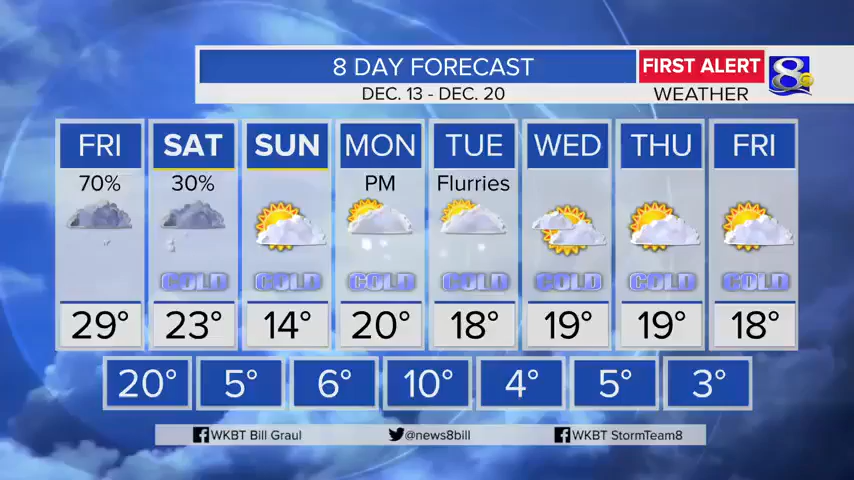 8 DAY FORECAST
FIRST ALERT
8
DEC. 13 - DEC. 20
WEATHER
FRI SAT SUN MON TUE WED THU FRI
70% 30% PM Flurries
COLD COLD COLD COLD COLD COLD COLD
29° 23° 14° 20° 18° 19° 19° 18°
20° 5° 6° 10° 4° 5° 3°
WKBT Bill Graul @news8bill WKBT StormTeam8